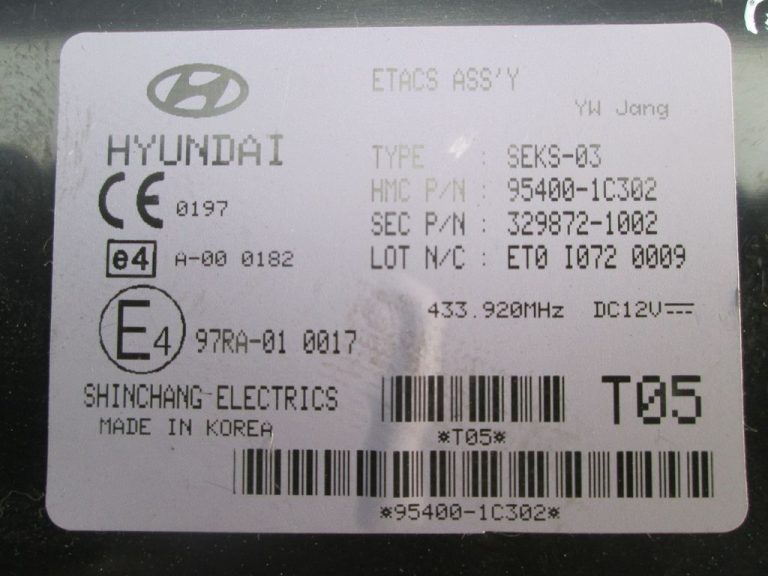 ETACS ASS'Y
YW Jang
HYUNDAI
TYPE : SEKS-03
HMC P/N : 95400-1C302
SEC P/N : 329872-1002
LOT N/C : ET0 I072 0009
CE 0197
e4 A-00 0182
433.920MHz DC12V
E4 97RA-01 0017
SHINCHANG ELECTRICS
MADE IN KOREA
T05
*T05*
*95400-1C302*